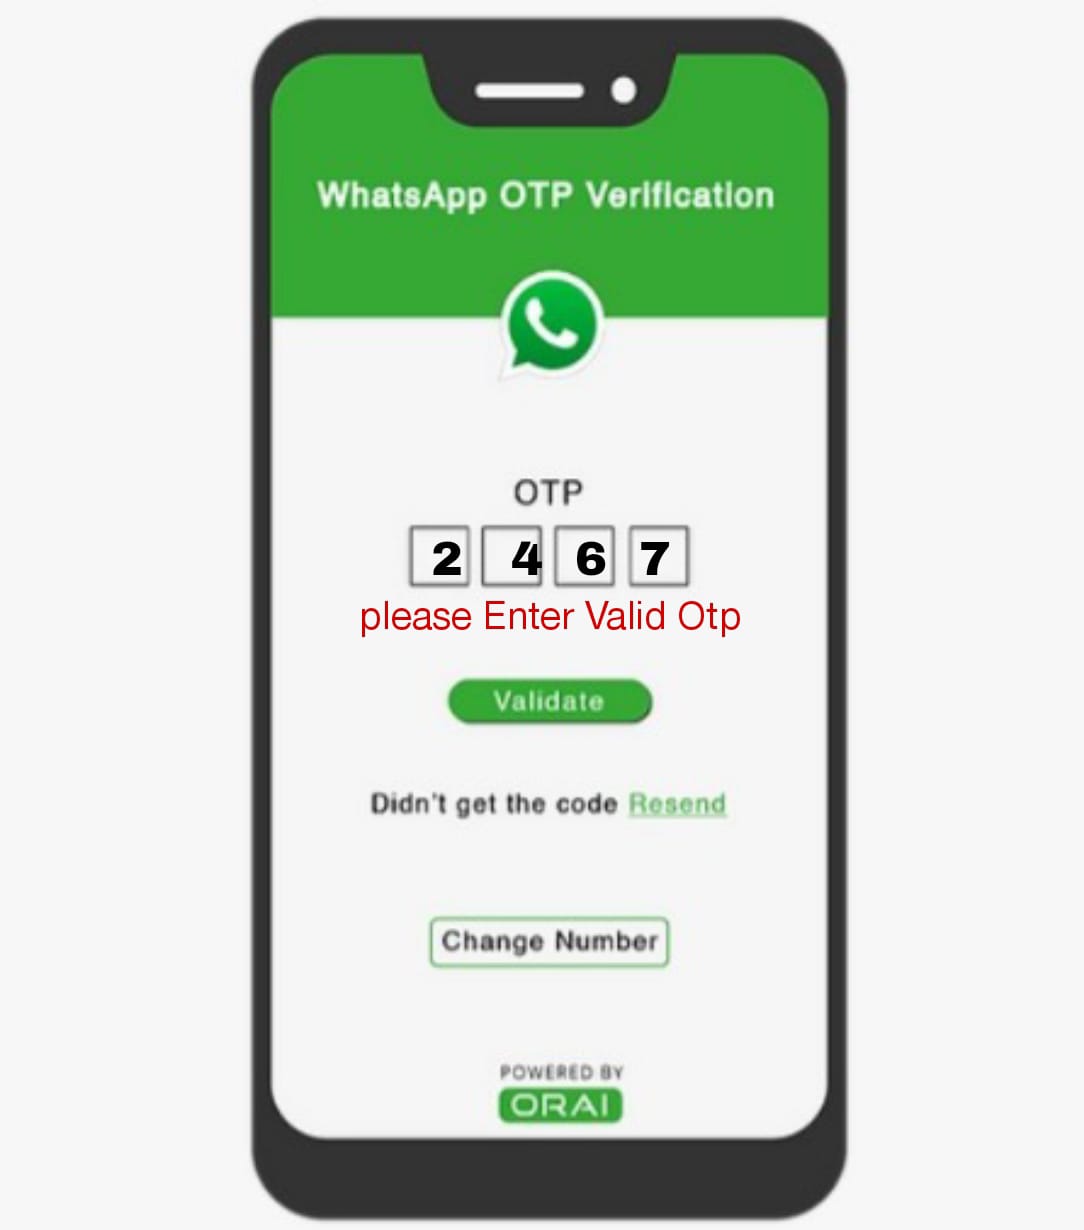 WhatsApp OTP Verification
OTP
2 4 6 7
please Enter Valid Otp
Validate
Didn't get the code Resend
Change Number
POWERED BY
ORAI